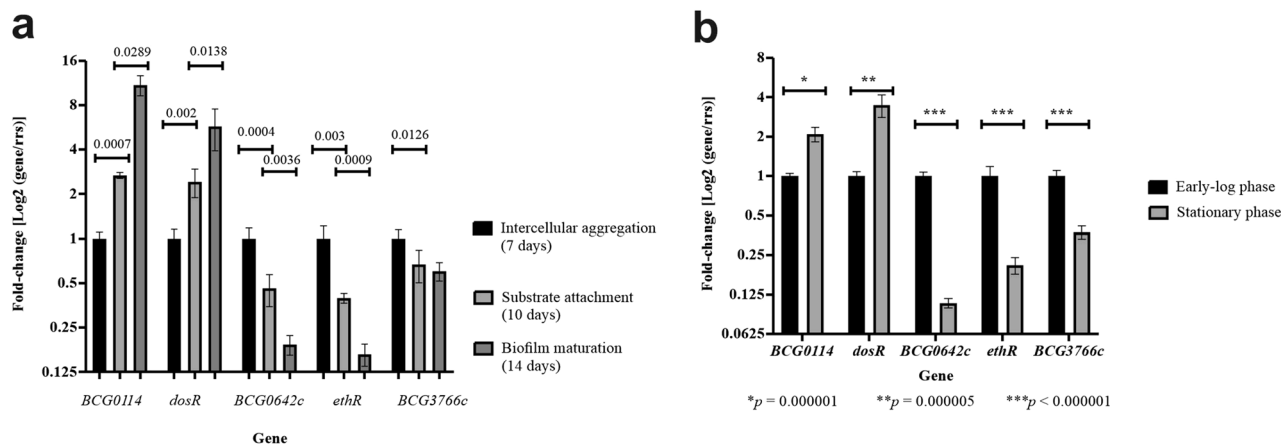 a
0.0289
0.0138
0.0007
0.002
0.0004
0.0036
0.003
0.0009
0.0126
Fold-change [Log2 (gene/rrs)]
16
8
4
2
1
0.5
0.25
0.125
BCG0114
dosR
BCG0642c
ethR
BCG3766c
Gene
Intercellular aggregation
(7 days)
Substrate attachment
(10 days)
Biofilm maturation
(14 days)
b
Fold-change [Log2 (gene/rrs)]
8
4
2
1
0.5
0.25
0.125
0.0625
*
**
***
***
***
BCG0114
dosR
BCG0642c
ethR
BCG3766c
Gene
Early-log phase
Stationary phase
*p = 0.000001
**p = 0.000005
***p < 0.000001